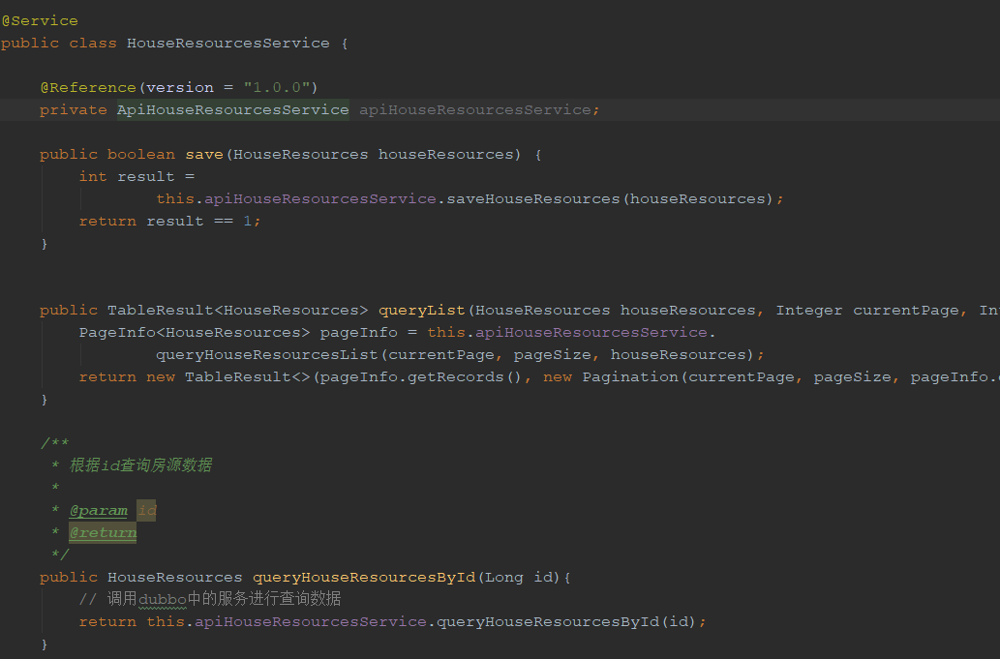 @Service
public class HouseResourcesService {
@Reference(version = "1.0.0")
private ApiHouseResourcesService apiHouseResourcesService;
public boolean save(HouseResources houseResources) {
int result =
this.apiHouseResourcesService.saveHouseResources(houseResources);
return result == 1;
}
public TableResult<HouseResources> queryList(HouseResources houseResources, Integer currentPage, In
PageInfo<HouseResources> pageInfo = this.apiHouseResourcesService.
queryHouseResourcesList(currentPage, pageSize, houseResources);
return new TableResult<>(pageInfo.getRecords(), new Pagination(currentPage, pageSize, pageInfo.
}
/**
* 根据id查询房源数据
*
* @param id
* @return
*/
public HouseResources queryHouseResourcesById(Long id){
// 调用dubbo中的服务进行查询数据
return this.apiHouseResourcesService.queryHouseResourcesById(id);
}